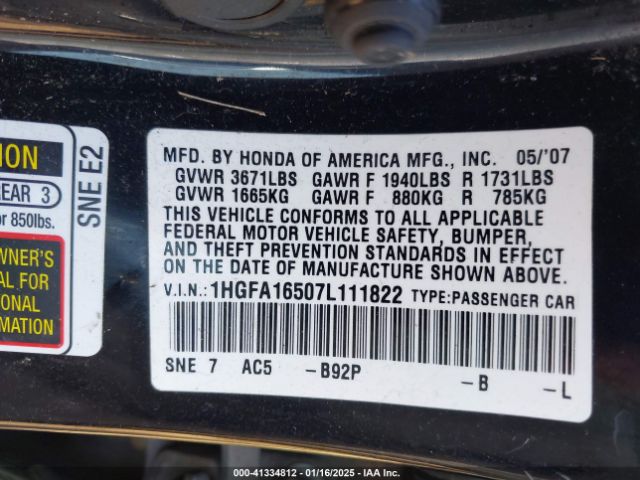 ION
REAR 3
or 850lbs.
OWNER'S
AL FOR
IONAL
RMATION
SNE E2
MFD. BY HONDA OF AMERICA MFG., INC. 05/'07
GVWR 3671LBS GAWR F 1940LBS R 1731LBS
GVWR 1665KG GAWR F 880KG R 785KG
THIS VEHICLE CONFORMS TO ALL APPLICABLE
FEDERAL MOTOR VEHICLE SAFETY, BUMPER,
AND THEFT PREVENTION STANDARDS IN EFFECT
ON THE DATE OF MANUFACTURE SHOWN ABOVE.
V.I.N.: 1HGFA16507L111822 TYPE:PASSENGER CAR
SNE 7 AC5 -B92P -B -L
000-41334812 - 01/16/2025 - IAA Inc.